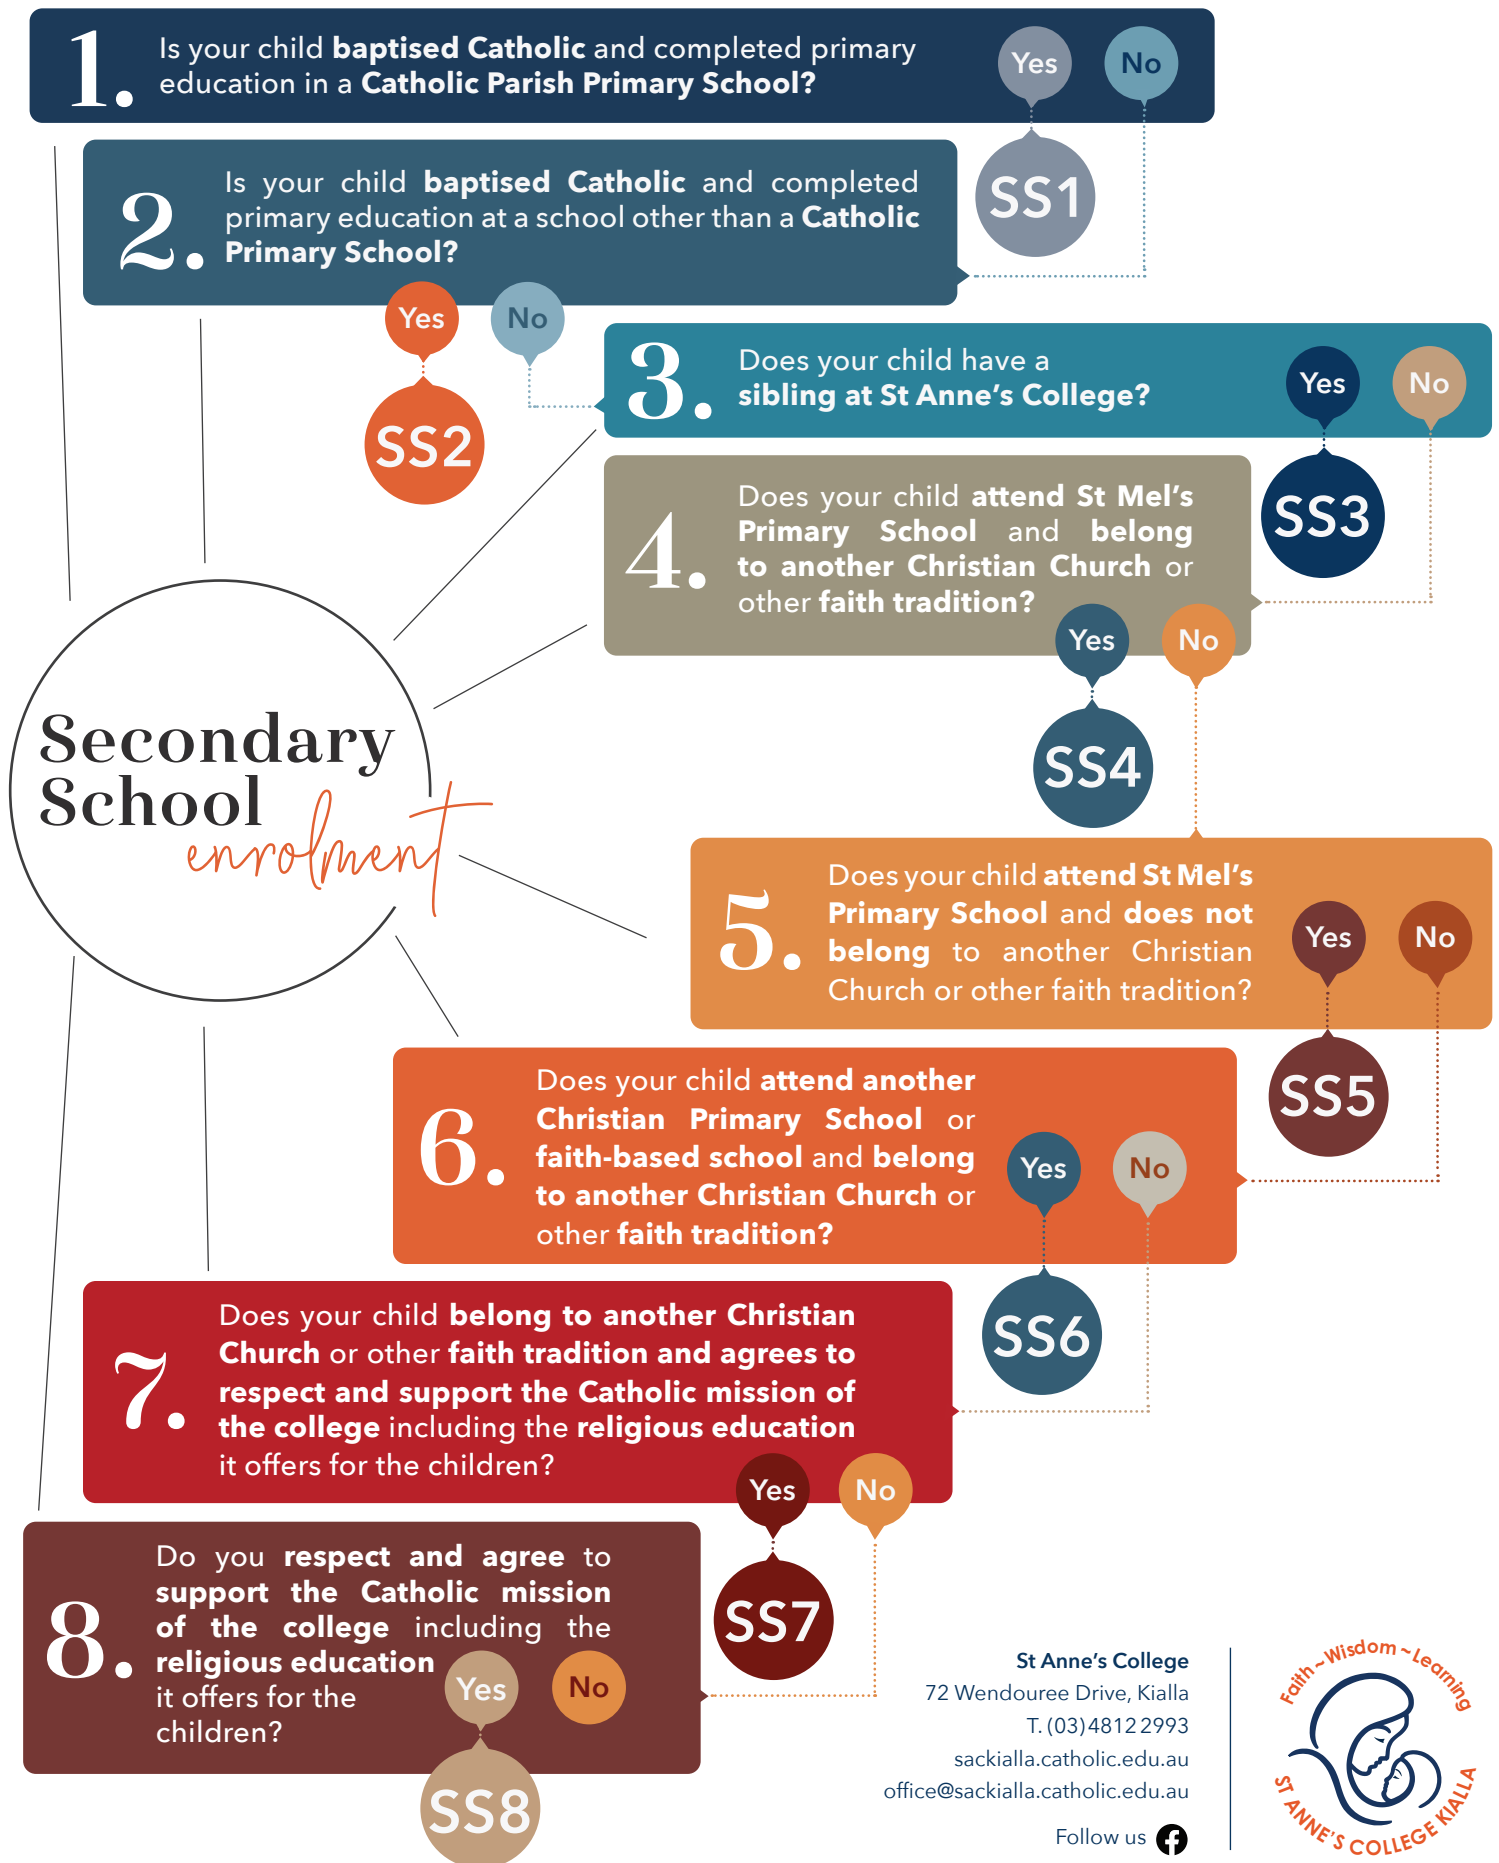 1.
Is your child baptised Catholic and completed primary
education in a Catholic Parish Primary School?
Yes
No
SS1
2.
Is your child baptised Catholic and completed
primary education at a school other than a Catholic
Primary School?
Yes
No
SS2
3.
Does your child have a
sibling at St Anne's College?
Yes
No
SS3
4.
Does your child attend St Mel's
Primary School and belong
to another Christian Church or
other faith tradition?
Yes
No
SS4
Secondary
School
enrolment
5.
Does your child attend St Mel's
Primary School and does not
belong to another Christian
Church or other faith tradition?
Yes
No
SS5
6.
Does your child attend another
Christian Primary School or
faith-based school and belong
to another Christian Church or
other faith tradition?
Yes
No
SS6
7.
Does your child belong to another Christian
Church or other faith tradition and agrees to
respect and support the Catholic mission of
the college including the religious education
it offers for the children?
Yes
No
SS7
8.
Do you respect and agree to
support the Catholic mission
of the college including the
religious education
it offers for the
children?
Yes
No
SS8
St Anne's College
72 Wendouree Drive, Kialla
T. (03) 4812 2993
sackialla.catholic.edu.au
office@sackialla.catholic.edu.au
Follow us
Faith ~ Wisdom ~ Learning
ST ANNE'S COLLEGE KIALLA